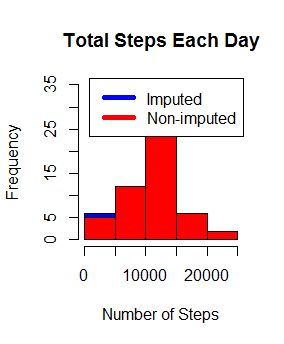 Total Steps Each Day
Imputed
Non-imputed
Frequency
35
25
15
5
0
0
10000
20000
Number of Steps